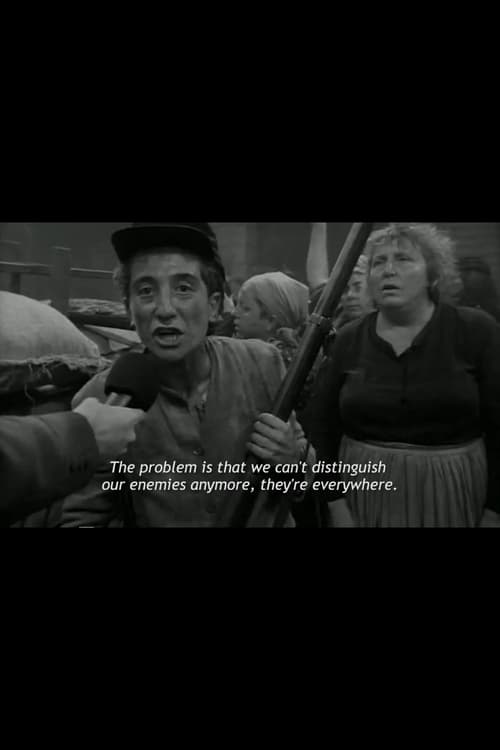 The problem is that we can't distinguish
our enemies anymore, they're everywhere.